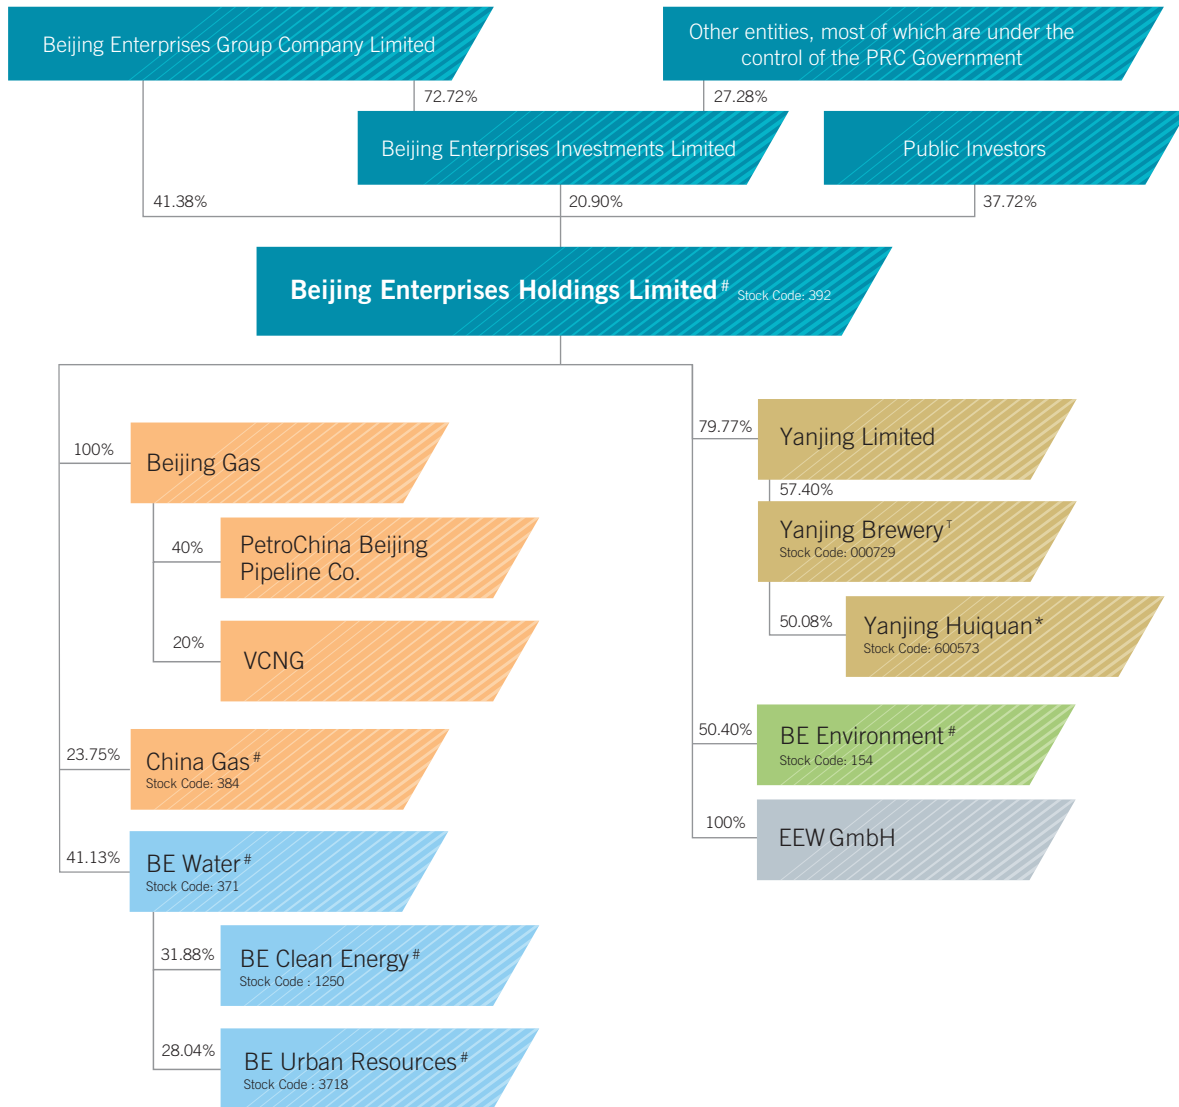 Beijing Enterprises Group Company Limited
Other entities, most of which are under the
control of the PRC Government
72.72%
27.28%
Beijing Enterprises Investments Limited
Public Investors
41.38%
20.90%
37.72%
Beijing Enterprises Holdings Limited# Stock Code: 392
100%
Beijing Gas
40%
PetroChina Beijing
Pipeline Co.
20%
VCNG
23.75%
China Gas#
Stock Code: 384
41.13%
BE Water#
Stock Code: 371
31.88%
BE Clean Energy#
Stock Code : 1250
28.04%
BE Urban Resources#
Stock Code : 3718
79.77%
Yanjing Limited
57.40%
Yanjing BreweryT
Stock Code: 000729
50.08%
Yanjing Huiquan*
Stock Code: 600573
50.40%
BE Environment#
Stock Code: 154
100%
EEW GmbH